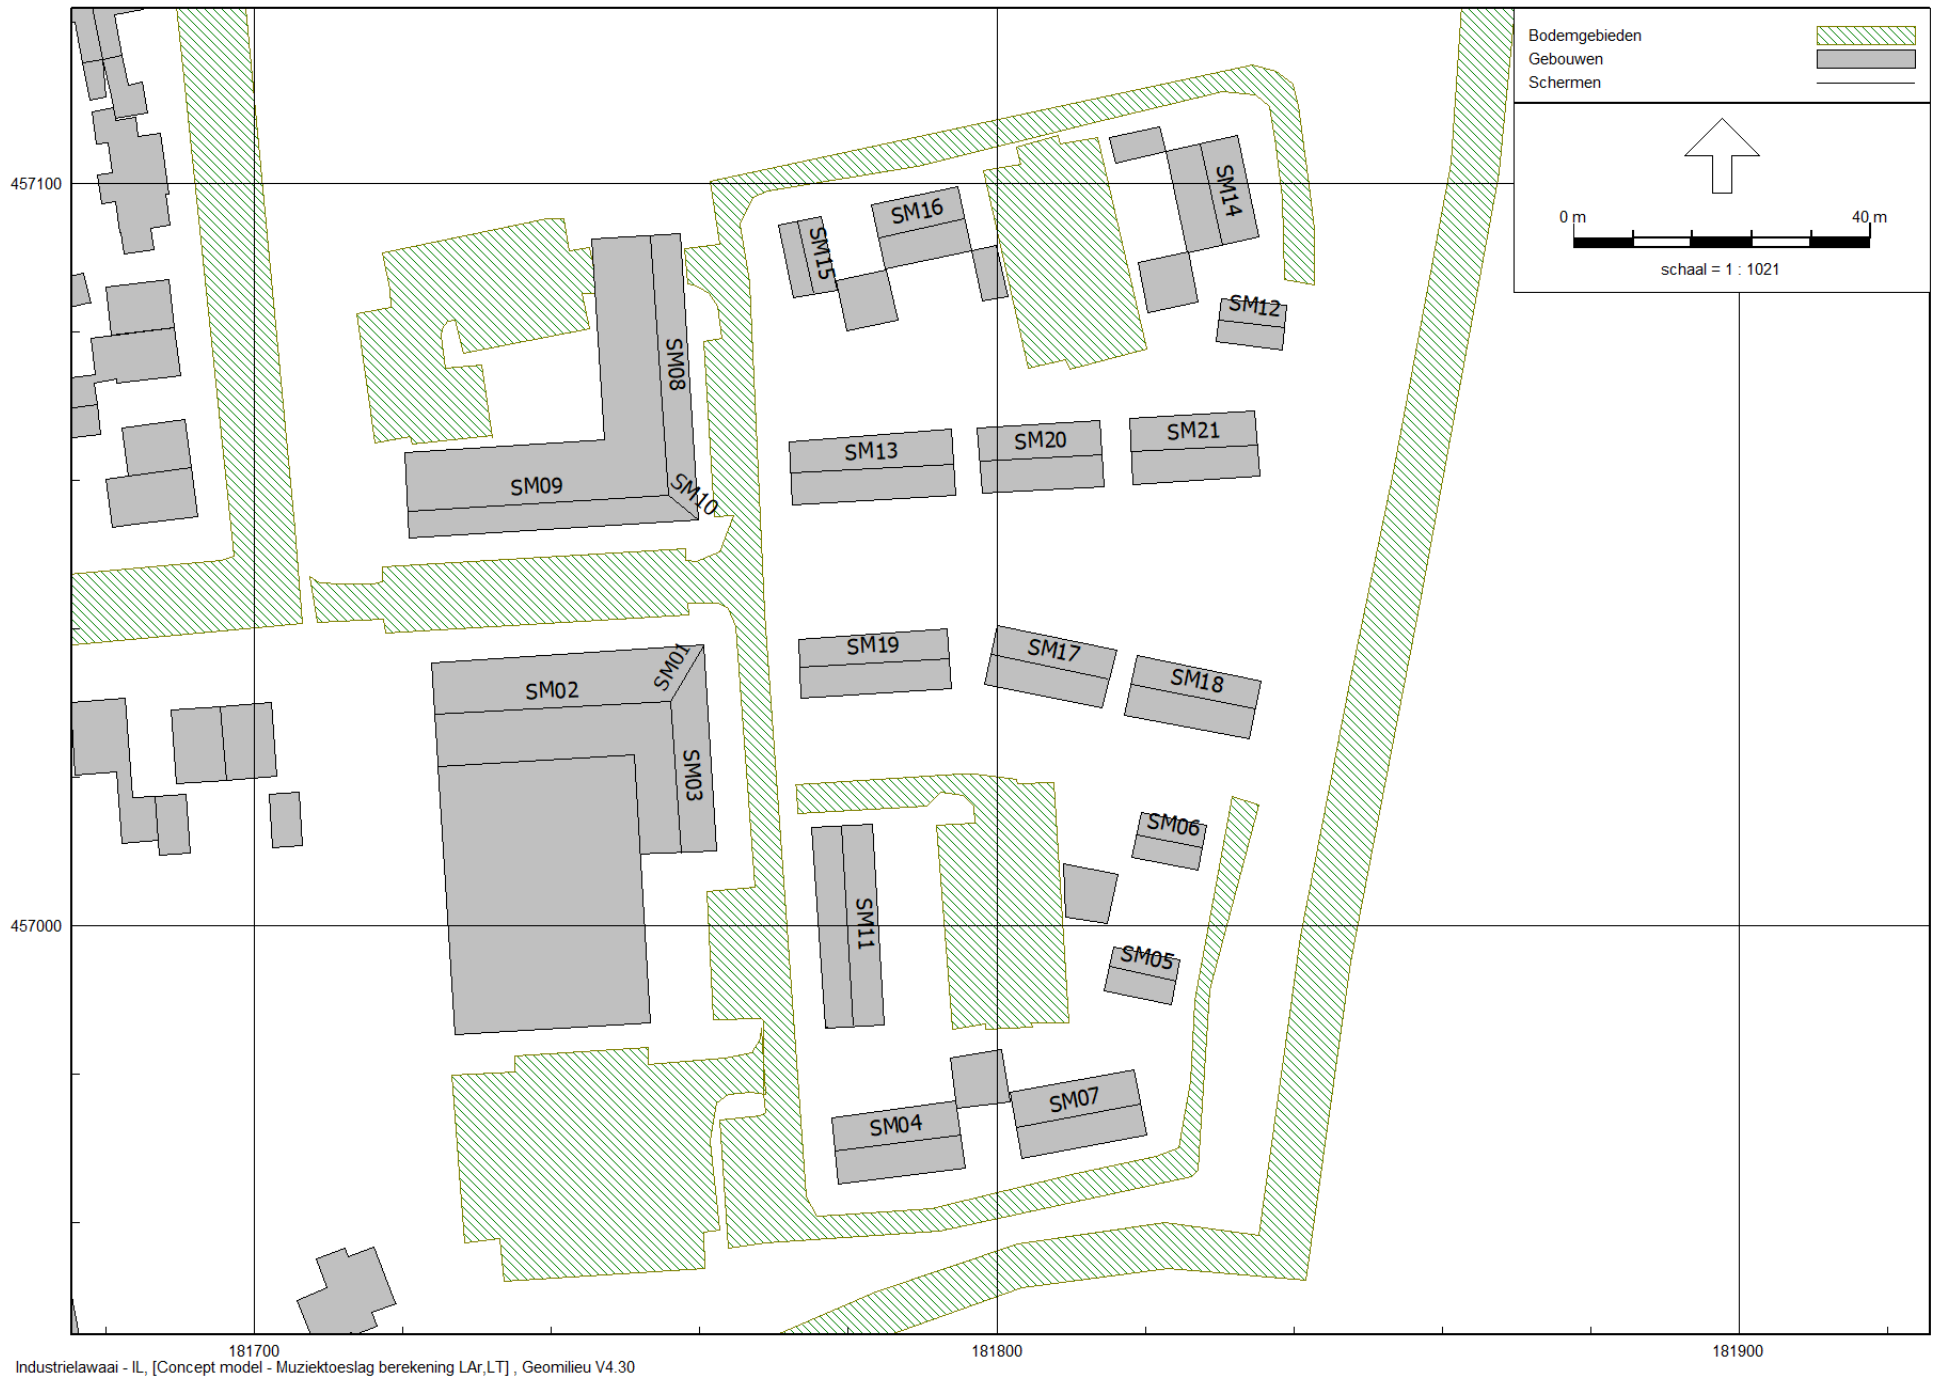 Bodemgebieden
Gebouwen
Schermen
0 m 40 m
schaal = 1 : 1021
457100
SM14
SM16
SM15
SM12
SM08
SM13
SM20
SM21
SM09
SM10
SM19
SM17
SM18
SM01
SM02
SM03
SM06
457000
SM11
SM05
SM07
SM04
181700 181800 181900
Industrielawaai - IL, [Concept model - Muziektoeslag berekening LAr,LT] , Geomilieu V4.30